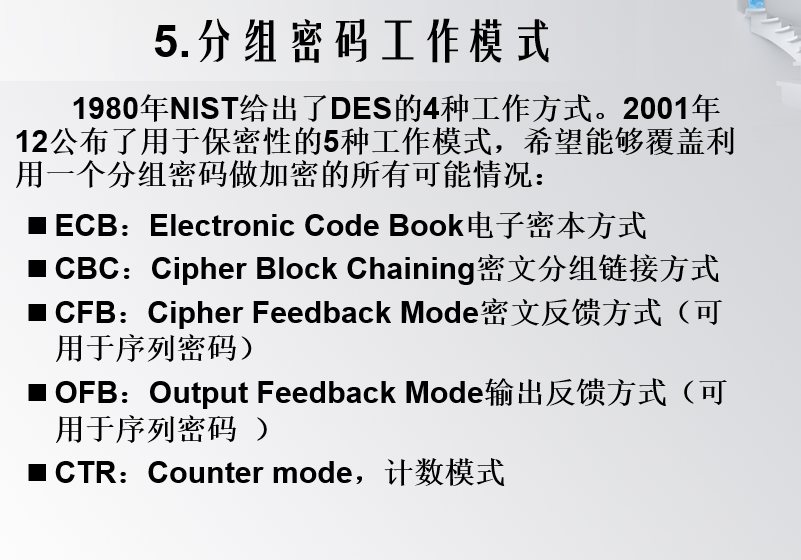 5.分组密码工作模式
1980年NIST给出了DES的4种工作方式。2001年
12公布了用于保密性的5种工作模式，希望能够覆盖利
用一个分组密码做加密的所有可能情况：
■ ECB：Electronic Code Book电子密本方式
■ CBC：Cipher Block Chaining密文分组链接方式
■ CFB：Cipher Feedback Mode密文反馈方式（可
用于序列密码）
■ OFB：Output Feedback Mode输出反馈方式（可
用于序列密码 ）
■ CTR：Counter mode，计数模式